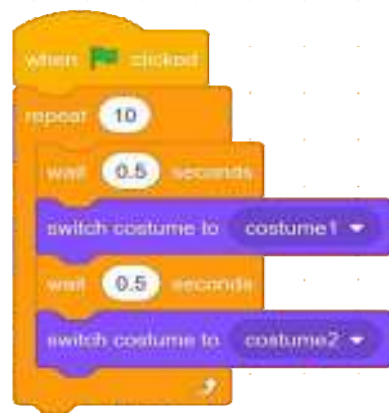 when clicked
repeat 10
wait 0.5 seconds
switch costume to costume1
wait 0.5 seconds
switch costume to costume2